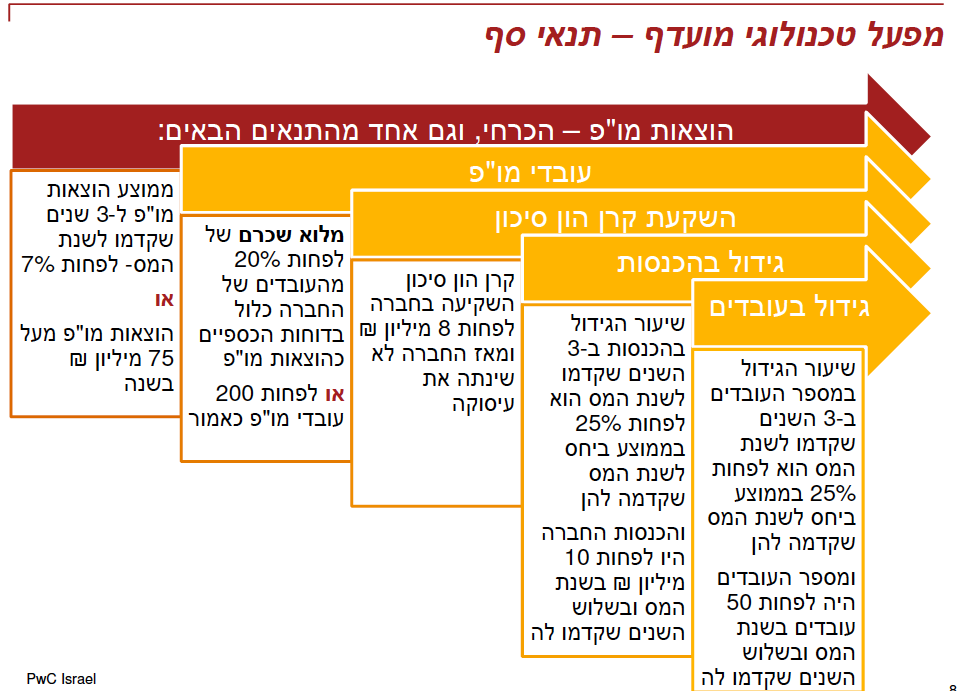 מפעל טכנולוגי מועדף – תנאי סף
הוצאות מו"פ – הכרחי, וגם אחד מהתנאים הבאים:
ממוצע הוצאות
מו"פ ל-3 שנים
שקדמו לשנת
המס- לפחות 7%
או
הוצאות מו"פ מעל
75 מיליון ₪
בשנה
עובדי מו"פ
מלוא שכרם של
לפחות 20%
מהעובדים של
החברה כלול
בדוחות הכספיים
כהוצאות מו"פ
או לפחות 200
עובדי מו"פ כאמור
השקעת קרן הון סיכון
קרן הון סיכון
השקיעה בחברה
לפחות 8 מיליון ₪
ומאז החברה לא
שינתה את
עיסוקה
גידול בהכנסות
שיעור הגידול
בהכנסות ב-3
השנים שקדמו
לשנת המס הוא
לפחות 25%
בממוצע ביחס
לשנת המס
שקדמה להן
והכנסות החברה
היו לפחות 10
מיליון ₪ בשנת
המס ובשלוש
השנים שקדמו לה
גידול בעובדים
שיעור הגידול
במספר העובדים
ב-3 השנים
שקדמו לשנת
המס הוא לפחות
25% בממוצע
ביחס לשנת המס
שקדמה להן
ומספר העובדים
היה לפחות 50
עובדים בשנת
המס ובשלוש
השנים שקדמו לה
PwC Israel
8